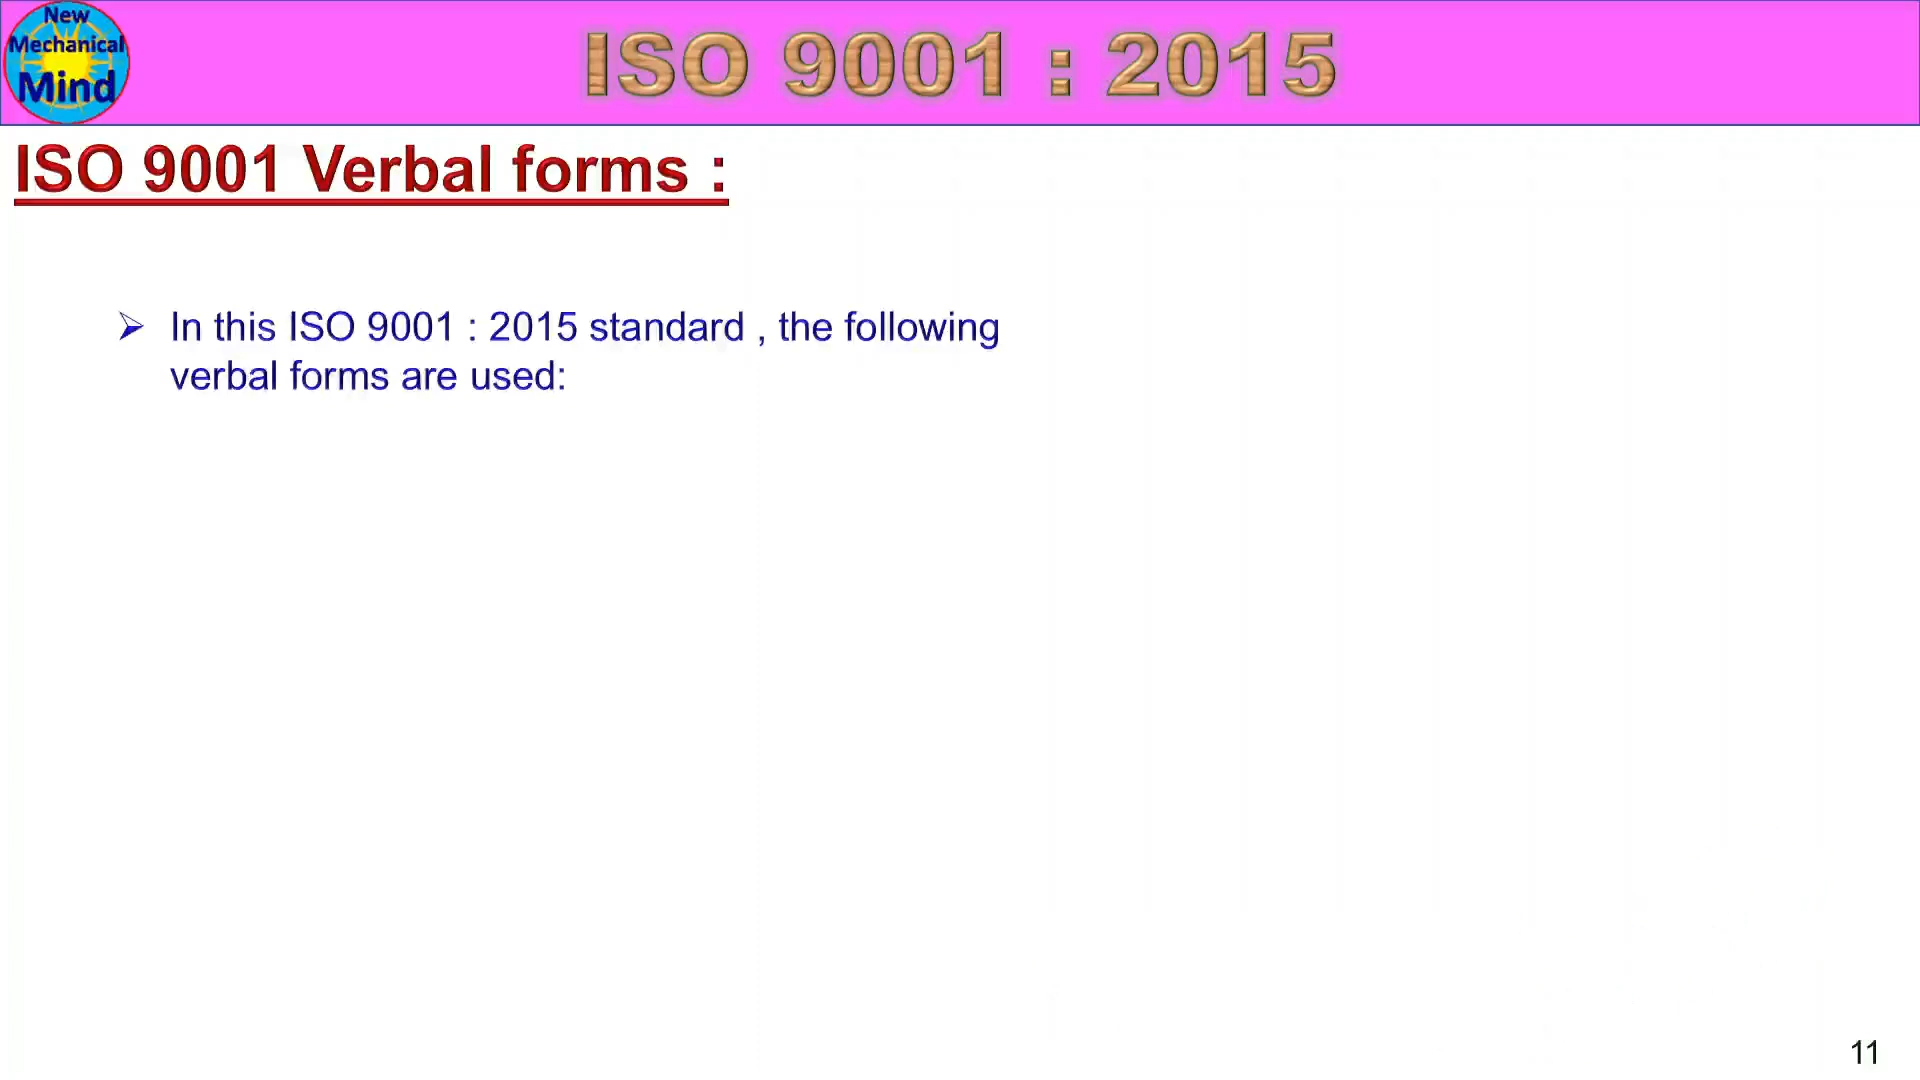 New
Mechanical
Mind
ISO 9001 : 2015
ISO 9001 Verbal forms :
➢ In this ISO 9001 : 2015 standard , the following
verbal forms are used:
11